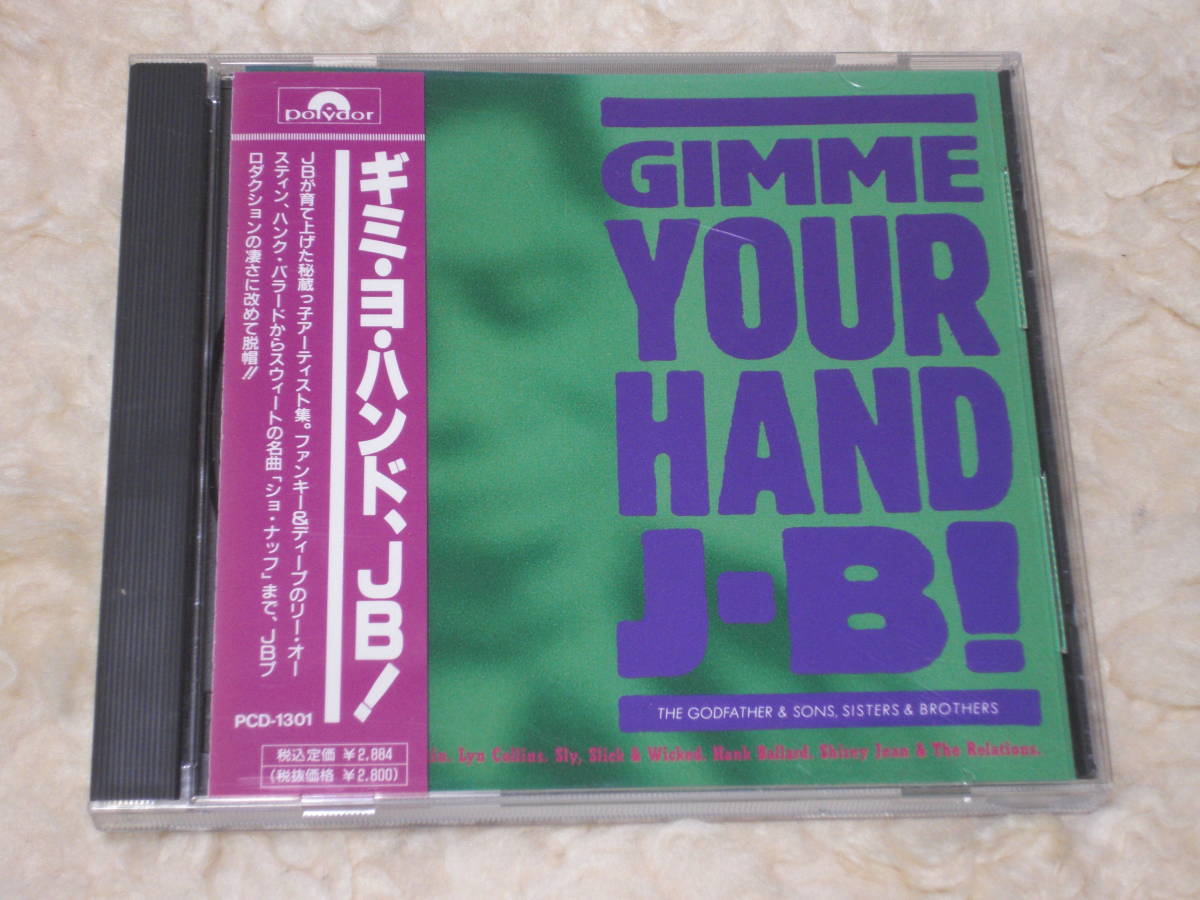 polydor
ギミ・ヨ・ハンド、JB!
JBが育て上げた秘蔵っ子アーティスト集。ファンキー&ディープのリー・オー
スティン、ハンク・バラードからスウィートの名曲「ショ・ナッフ」まで、JBプ
ロダクションの凄さに改めて脱帽!!
PCD-1301
税込定価 ¥2,884
(税抜価格 ¥2,800)
GIMME
YOUR
HAND
J·B!
THE GODFATHER & SONS, SISTERS & BROTHERS
Lyn Collins. Sly, Slick & Wicked. Hank Ballard. Shirey Jean & The Relations.